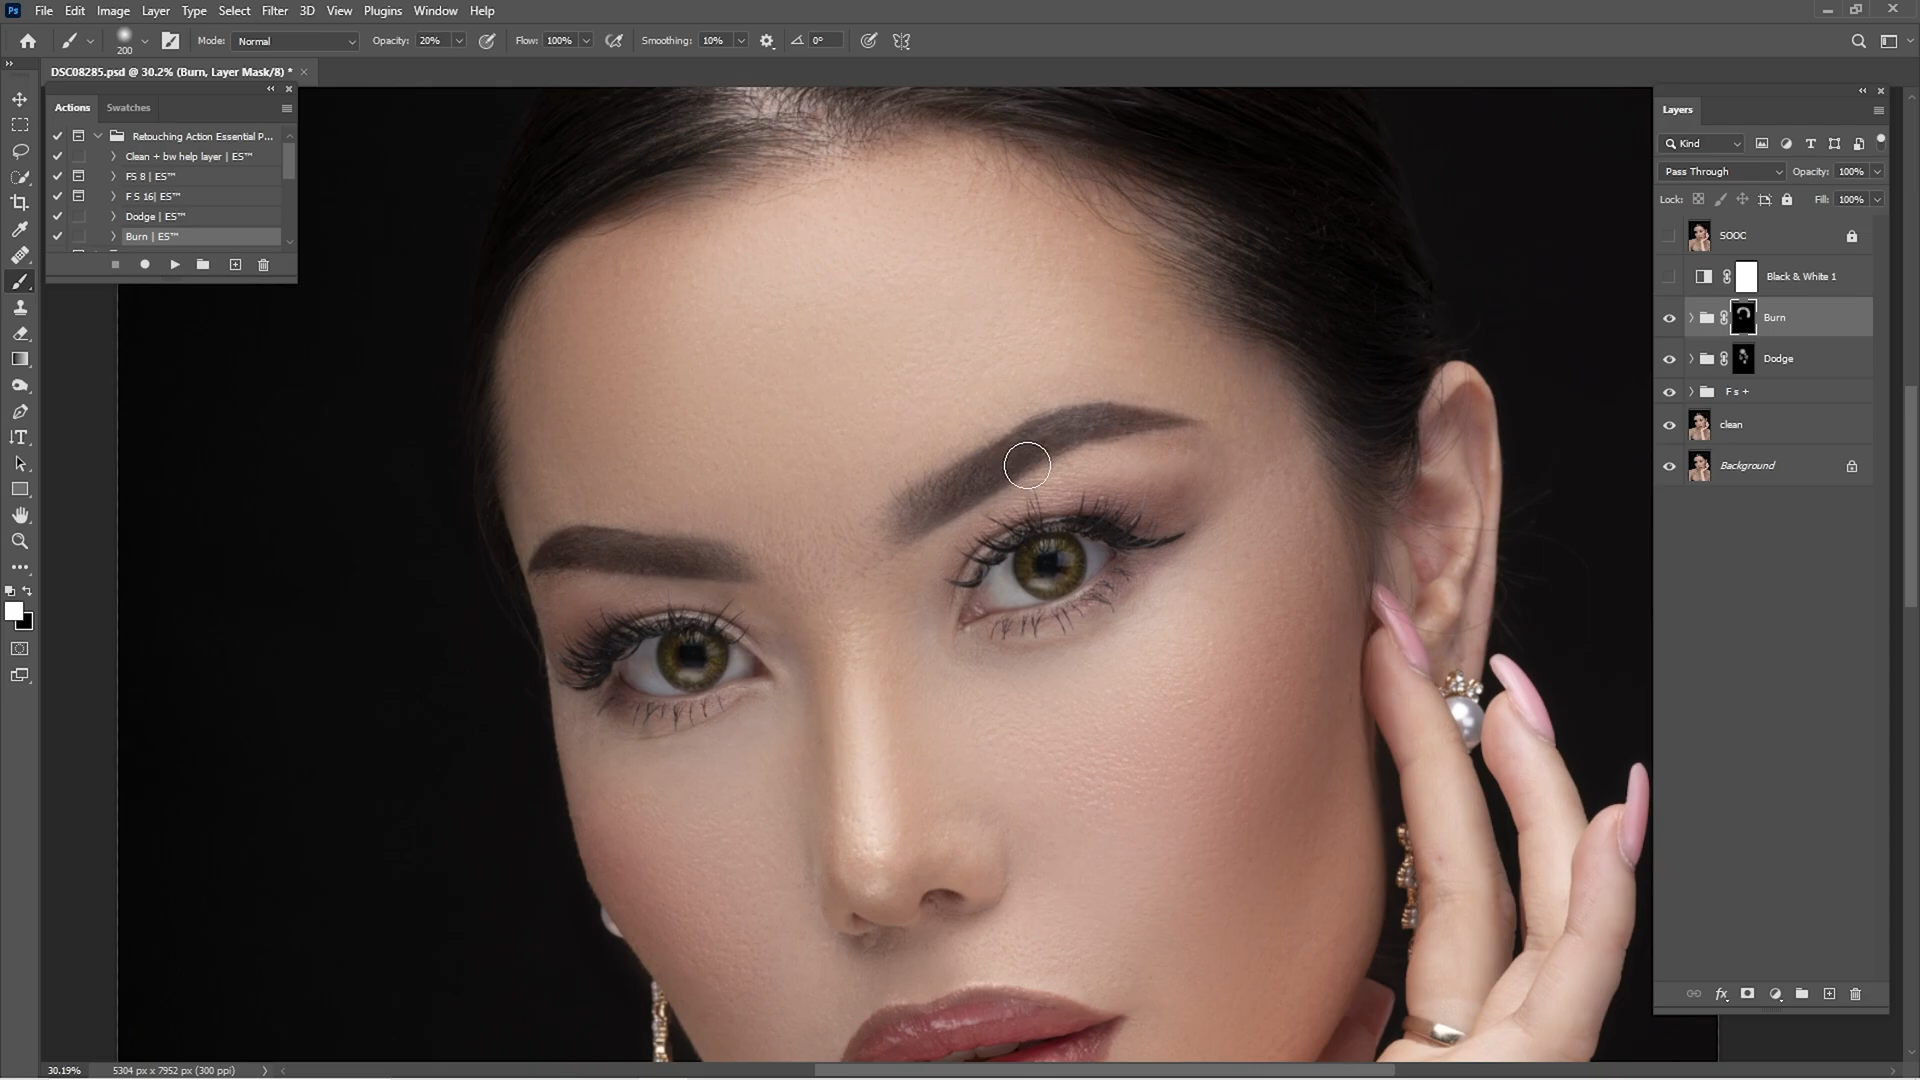 Ps File Edit Image Layer Type Select Filter 3D View Plugins Window Help
200 Mode: Normal Opacity: 20% Flow: 100% Smoothing: 10% 0°
DSC08285.psd @ 30.2% (Burn, Layer Mask/8) *
Actions Swatches
Retouching Action Essential P...
Clean + bw help layer | ES™
FS 8 | ES™
F S 16| ES™
Dodge | ES™
Burn | ES™
Layers
Kind
Pass Through Opacity: 100%
Lock: Fill: 100%
SOOC
Black & White 1
Burn
Dodge
F s +
clean
Background
fx
30.19% 5304 px x 7952 px (300 ppi)